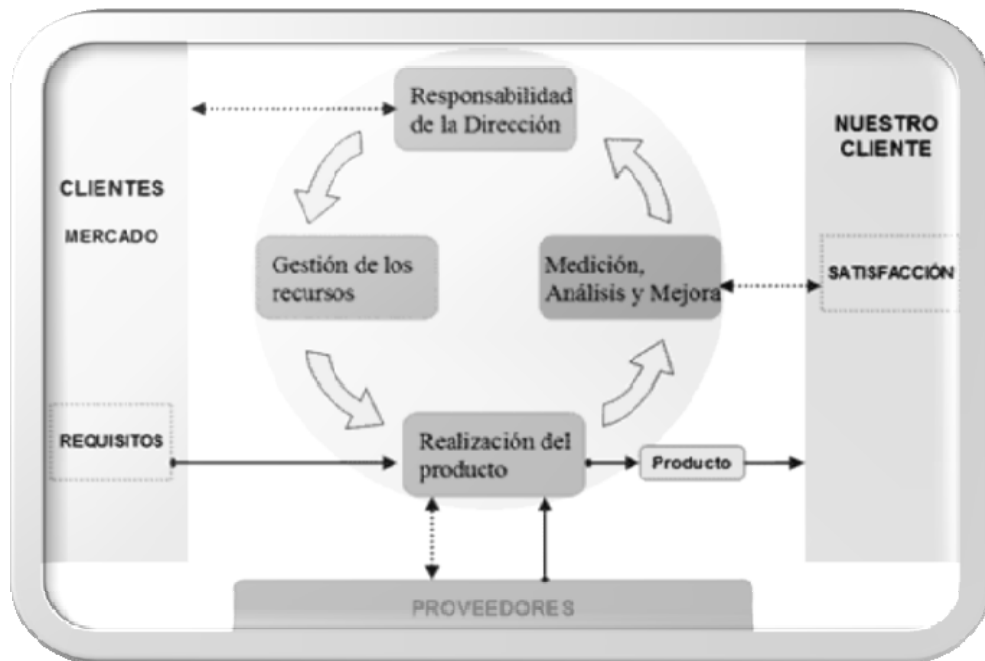 Responsabilidad
de la Dirección
NUESTRO
CLIENTE
CLIENTES
MERCADO
Gestión de los
recursos
Medición,
Análisis y Mejora
SATISFACCIÓN
REQUISITOS
Realización del
producto
Producto
PROVEEDORES